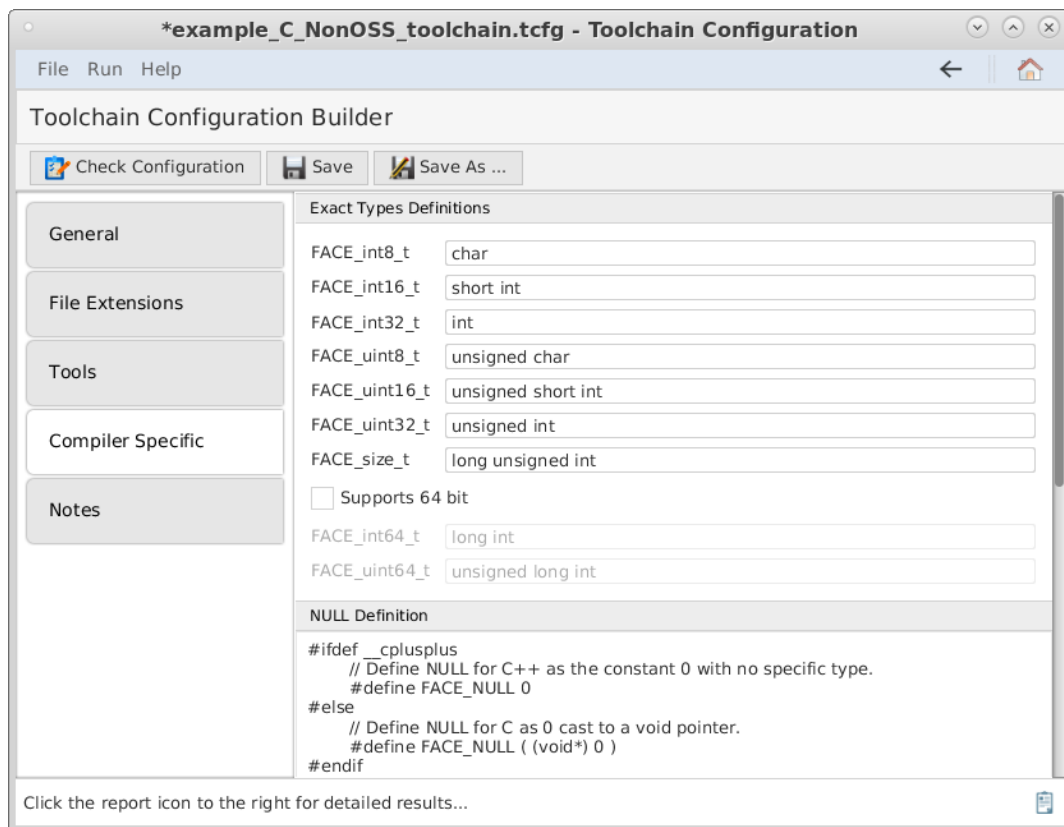 *example_C_NonOSS_toolchain.tcfg - Toolchain Configuration
File Run Help
Toolchain Configuration Builder
Check Configuration Save Save As ...
General
File Extensions
Tools
Compiler Specific
Notes
Exact Types Definitions
FACE_int8_t char
FACE_int16_t short int
FACE_int32_t int
FACE_uint8_t unsigned char
FACE_uint16_t unsigned short int
FACE_uint32_t unsigned int
FACE_size_t long unsigned int
Supports 64 bit
FACE_int64_t long int
FACE_uint64_t unsigned long int
NULL Definition
#ifdef __cplusplus
// Define NULL for C++ as the constant 0 with no specific type.
#define FACE_NULL 0
#else
// Define NULL for C as 0 cast to a void pointer.
#define FACE_NULL ( (void*) 0 )
#endif
Click the report icon to the right for detailed results...